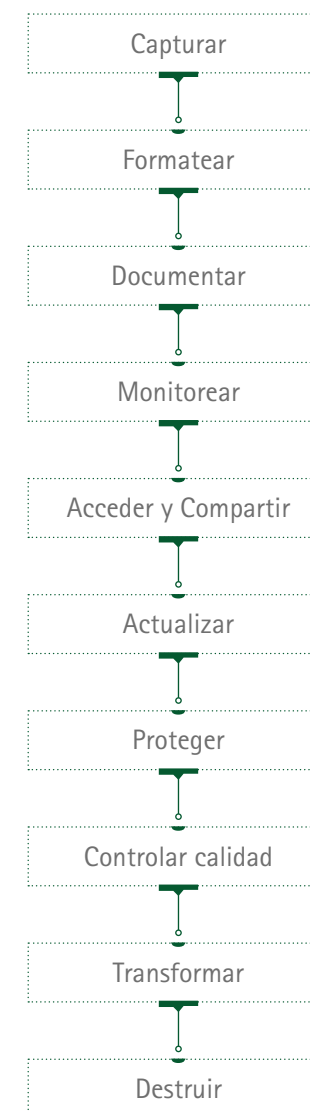 Capturar
Formatear
Documentar
Monitorear
Acceder y Compartir
Actualizar
Proteger
Controlar calidad
Transformar
Destruir